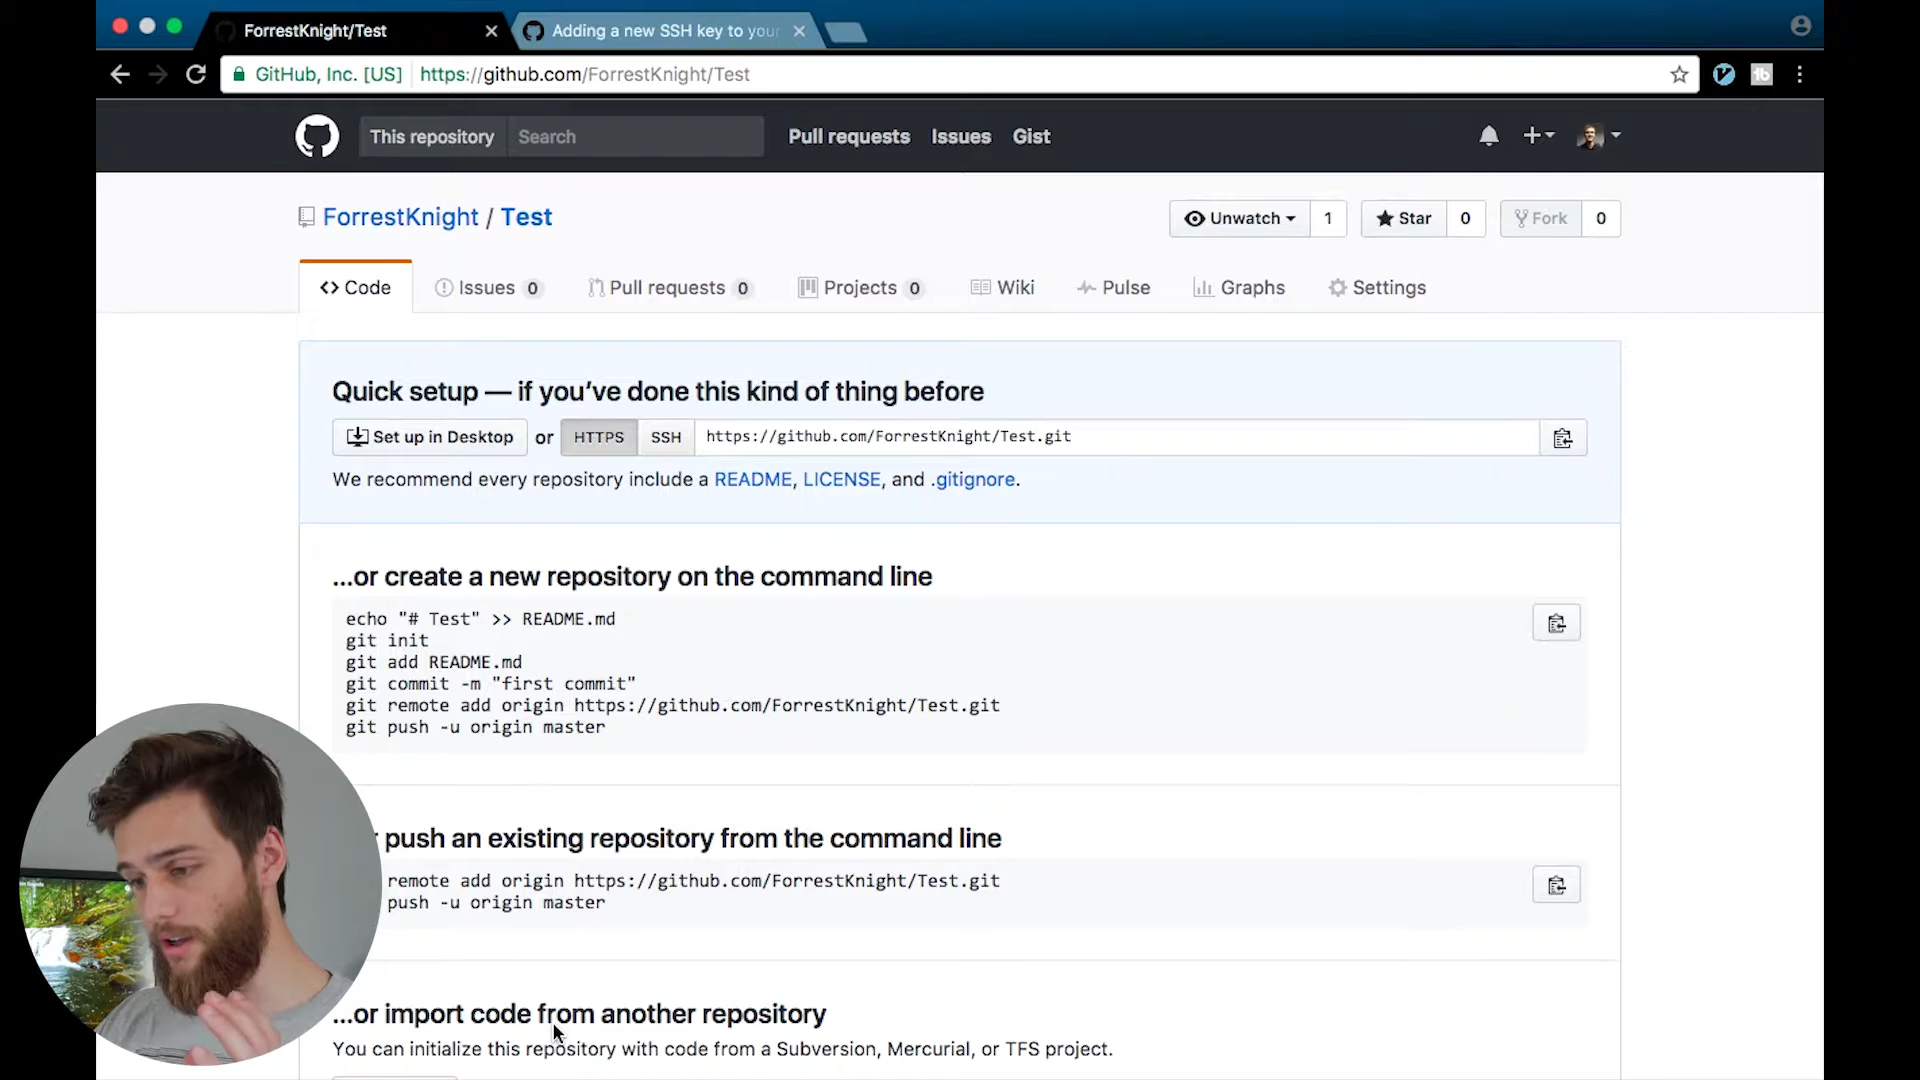 ForrestKnight/Test
Adding a new SSH key to your
GitHub, Inc. [US] https://github.com/ForrestKnight/Test
This repository Search Pull requests Issues Gist
ForrestKnight / Test
Unwatch 1 Star 0 Fork 0
Code Issues 0 Pull requests 0 Projects 0 Wiki Pulse Graphs Settings
Quick setup — if you’ve done this kind of thing before
Set up in Desktop or HTTPS SSH https://github.com/ForrestKnight/Test.git
We recommend every repository include a README, LICENSE, and .gitignore.
…or create a new repository on the command line
echo "# Test" >> README.md
git init
git add README.md
git commit -m "first commit"
git remote add origin https://github.com/ForrestKnight/Test.git
git push -u origin master
push an existing repository from the command line
remote add origin https://github.com/ForrestKnight/Test.git
push -u origin master
…or import code from another repository
You can initialize this repository with code from a Subversion, Mercurial, or TFS project.